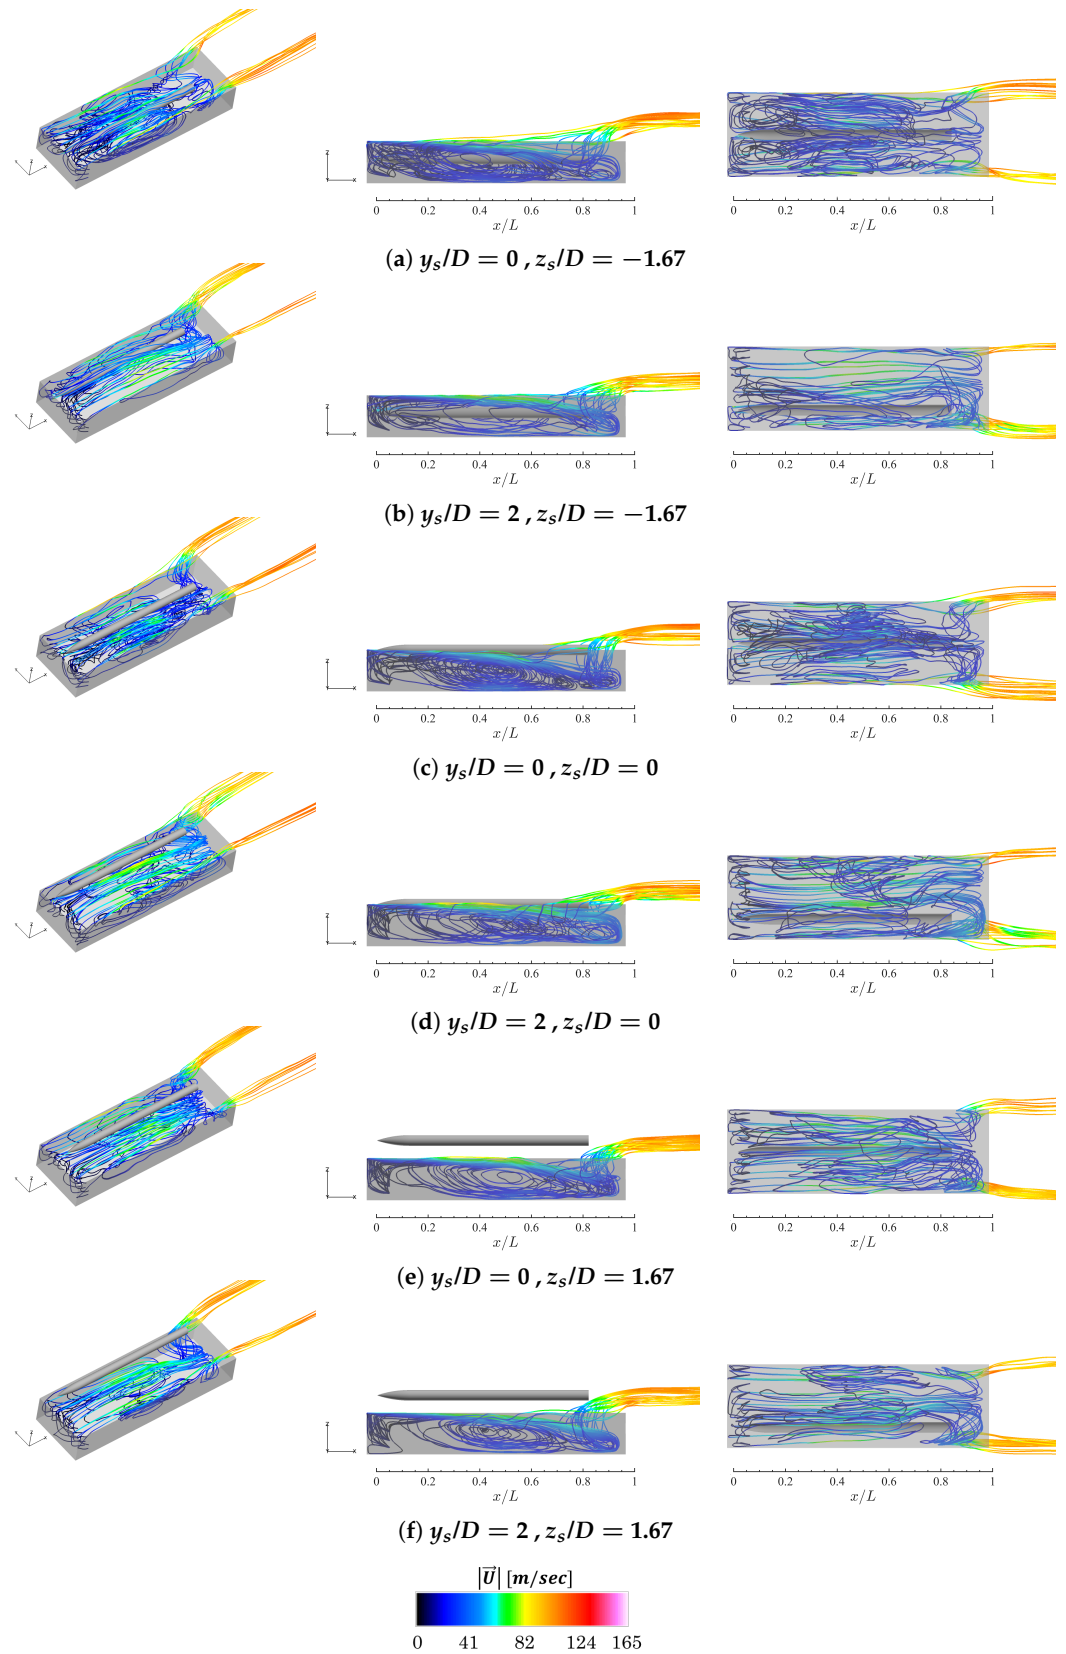 0 0.2 0.4 0.6 0.8 1 0 0.2 0.4 0.6 0.8 1
x/L x/L
(a) y_s/D = 0 , z_s/D = −1.67
0 0.2 0.4 0.6 0.8 1 0 0.2 0.4 0.6 0.8 1
x/L x/L
(b) y_s/D = 2 , z_s/D = −1.67
0 0.2 0.4 0.6 0.8 1 0 0.2 0.4 0.6 0.8 1
x/L x/L
(c) y_s/D = 0 , z_s/D = 0
0 0.2 0.4 0.6 0.8 1 0 0.2 0.4 0.6 0.8 1
x/L x/L
(d) y_s/D = 2 , z_s/D = 0
0 0.2 0.4 0.6 0.8 1 0 0.2 0.4 0.6 0.8 1
x/L x/L
(e) y_s/D = 0 , z_s/D = 1.67
0 0.2 0.4 0.6 0.8 1 0 0.2 0.4 0.6 0.8 1
x/L x/L
(f) y_s/D = 2 , z_s/D = 1.67
|U⃗| [m/sec]
0 41 82 124 165